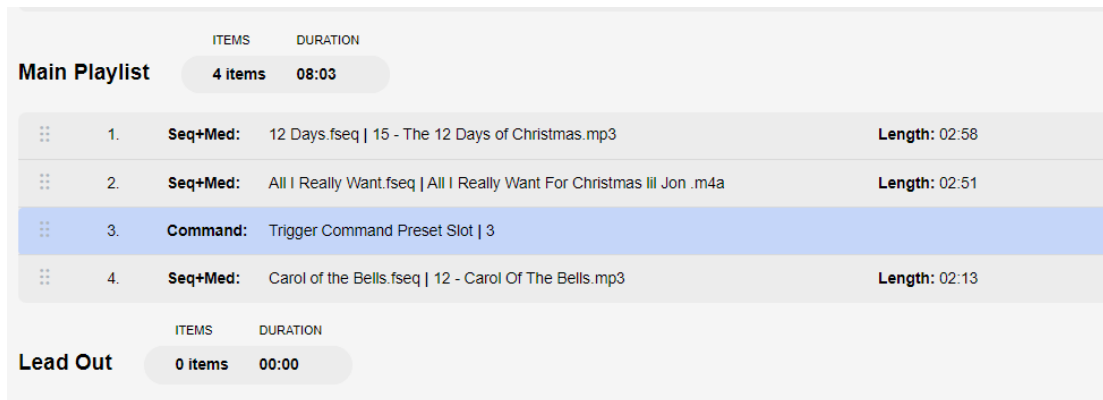 ITEMS DURATION
Main Playlist 4 items 08:03
1. Seq+Med: 12 Days.fseq | 15 - The 12 Days of Christmas.mp3 Length: 02:58
2. Seq+Med: All I Really Want.fseq | All I Really Want For Christmas lil Jon .m4a Length: 02:51
3. Command: Trigger Command Preset Slot | 3
4. Seq+Med: Carol of the Bells.fseq | 12 - Carol Of The Bells.mp3 Length: 02:13
ITEMS DURATION
Lead Out 0 items 00:00